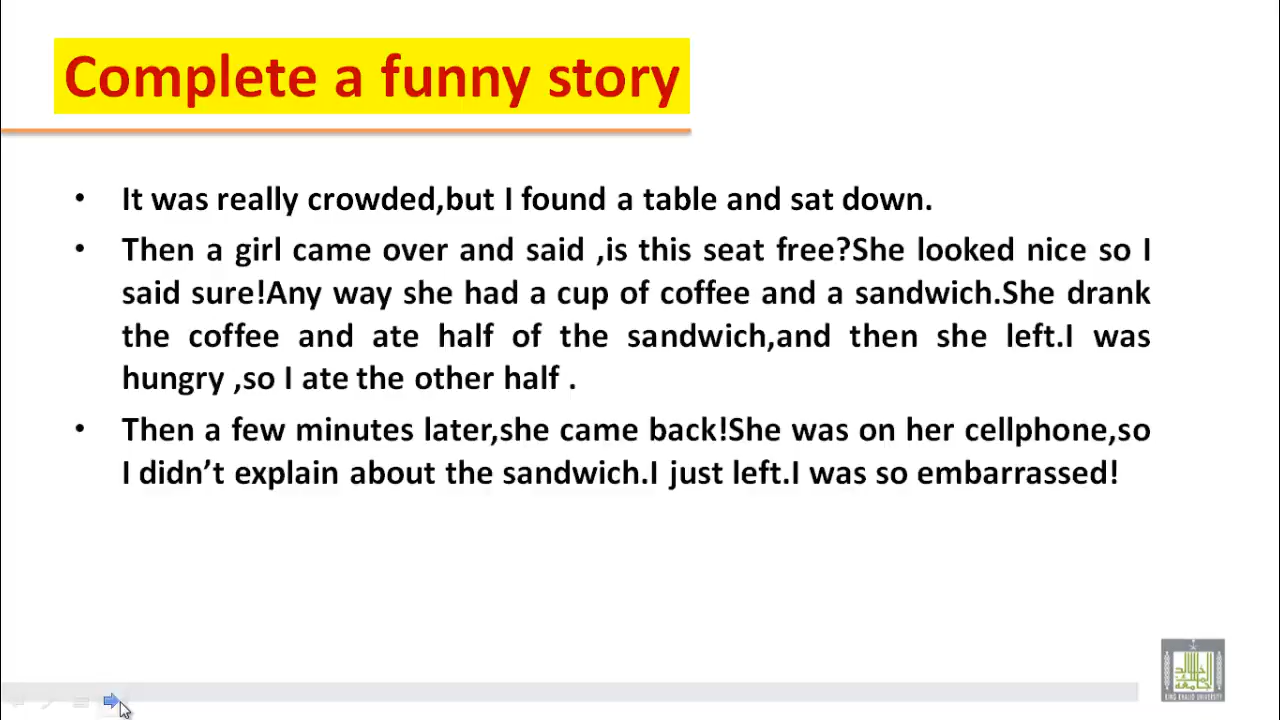 Complete a funny story
• It was really crowded,but I found a table and sat down.
• Then a girl came over and said ,is this seat free?She looked nice so I
said sure!Any way she had a cup of coffee and a sandwich.She drank
the coffee and ate half of the sandwich,and then she left.I was
hungry ,so I ate the other half .
• Then a few minutes later,she came back!She was on her cellphone,so
I didn’t explain about the sandwich.I just left.I was so embarrassed!
KING KHALID UNIVERSITY